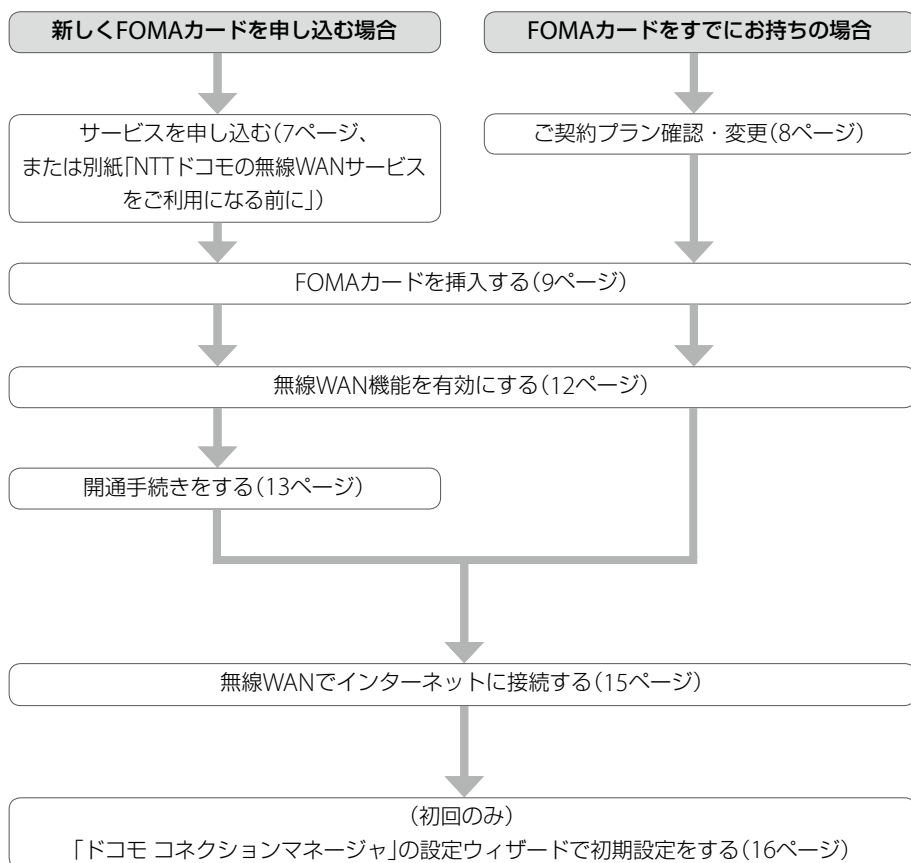 新しくFOMAカードを申し込む場合
FOMAカードをすでにお持ちの場合
サービスを申し込む(7ページ、
または別紙「NTTドコモの無線WANサービス
をご利用になる前に」)
ご契約プラン確認・変更(8ページ)
FOMAカードを挿入する(9ページ)
無線WAN機能を有効にする(12ページ)
開通手続きをする(13ページ)
無線WANでインターネットに接続する(15ページ)
(初回のみ)
「ドコモ コネクションマネージャ」の設定ウィザードで初期設定をする(16ページ)